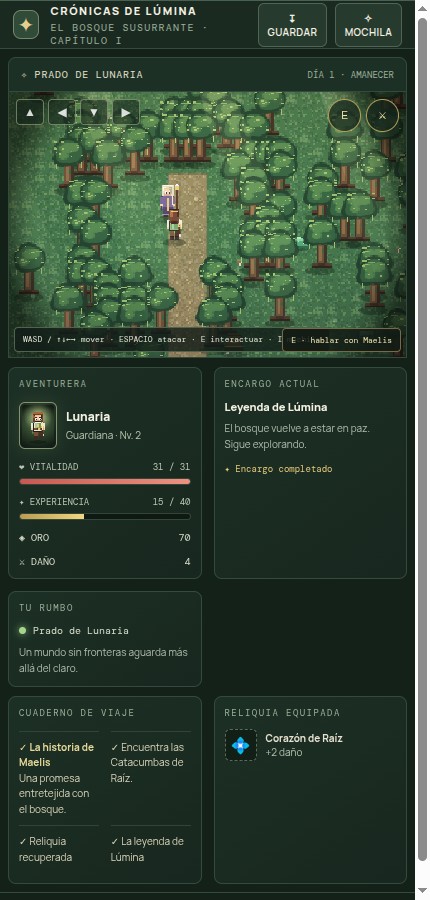 CRÓNICAS DE LÚMINA
EL BOSQUE SUSURRANTE ·
CAPÍTULO I
GUARDAR
MOCHILA
PRADO DE LUNARIA
DÍA 1 · AMANECER
E
WASD / ↑↓←→ mover · ESPACIO atacar · E interactuar · I
E · hablar con Maelis
AVENTURERA
Lunaria
Guardiana · Nv. 2
VITALIDAD 31 / 31
EXPERIENCIA 15 / 40
ORO 70
DAÑO 4
ENCARGO ACTUAL
Leyenda de Lúmina
El bosque vuelve a estar en paz.
Sigue explorando.
✦ Encargo completado
TU RUMBO
Prado de Lunaria
Un mundo sin fronteras aguarda más
allá del claro.
CUADERNO DE VIAJE
✓ La historia de
Maelis
Una promesa
entretejida con
el bosque.
✓ Encuentra las
Catacumbas de
Raíz.
✓ Reliquia
recuperada
✓ La leyenda de
Lúmina
RELIQUIA EQUIPADA
Corazón de Raíz
+2 daño